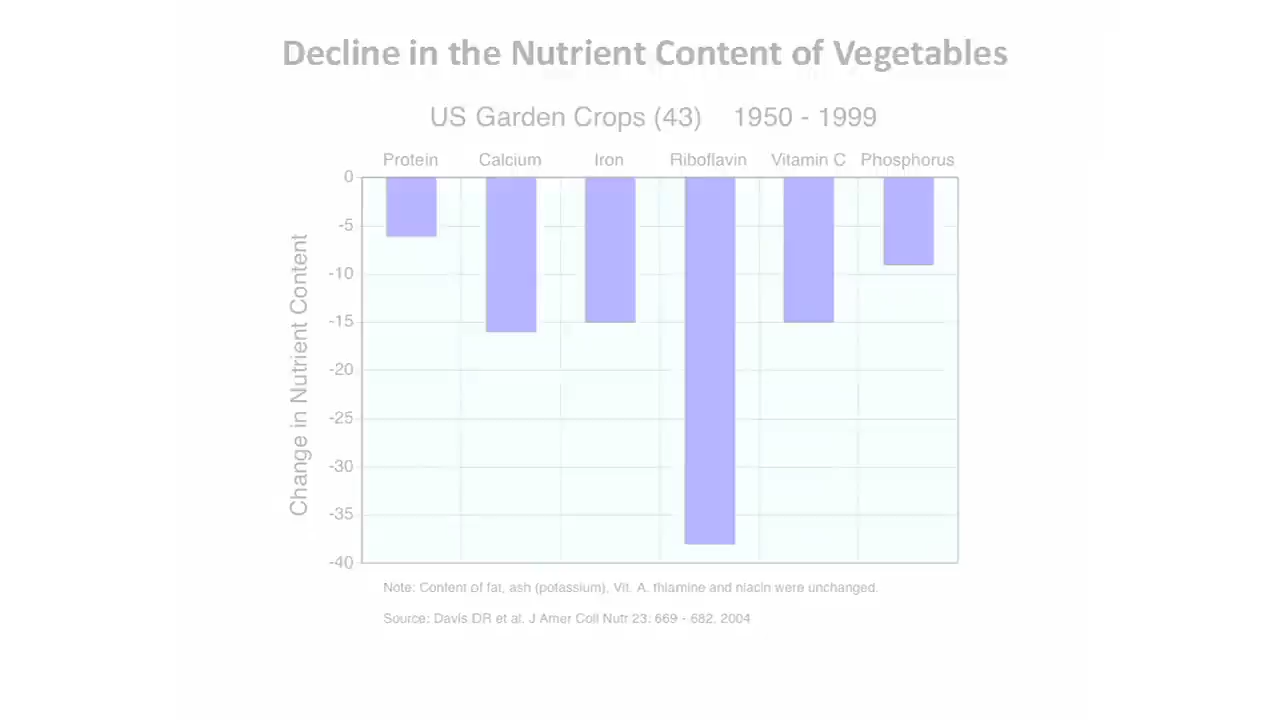 Decline in the Nutrient Content of Vegetables
US Garden Crops (43) 1950 - 1999
Protein Calcium Iron Riboflavin Vitamin C Phosphorus
Change in Nutrient Content
0
-5
-10
-15
-20
-25
-30
-35
-40
Note: Content of fat, ash (potassium), Vit. A, thiamine and niacin were unchanged.
Source: Davis DR et al. J Amer Coll Nutr 23: 669 - 682, 2004